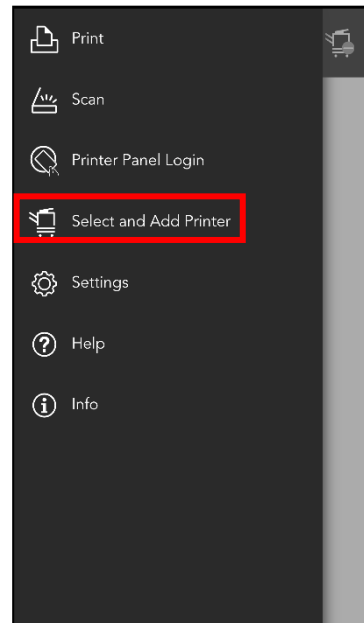 Print
Scan
Printer Panel Login
Select and Add Printer
Settings
Help
Info